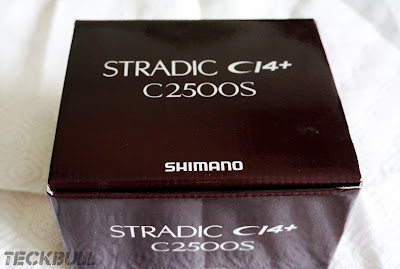 STRADIC CI4+
C2500S
SHIMANO
STRADIC CI4+
C2500S
TECKBULL